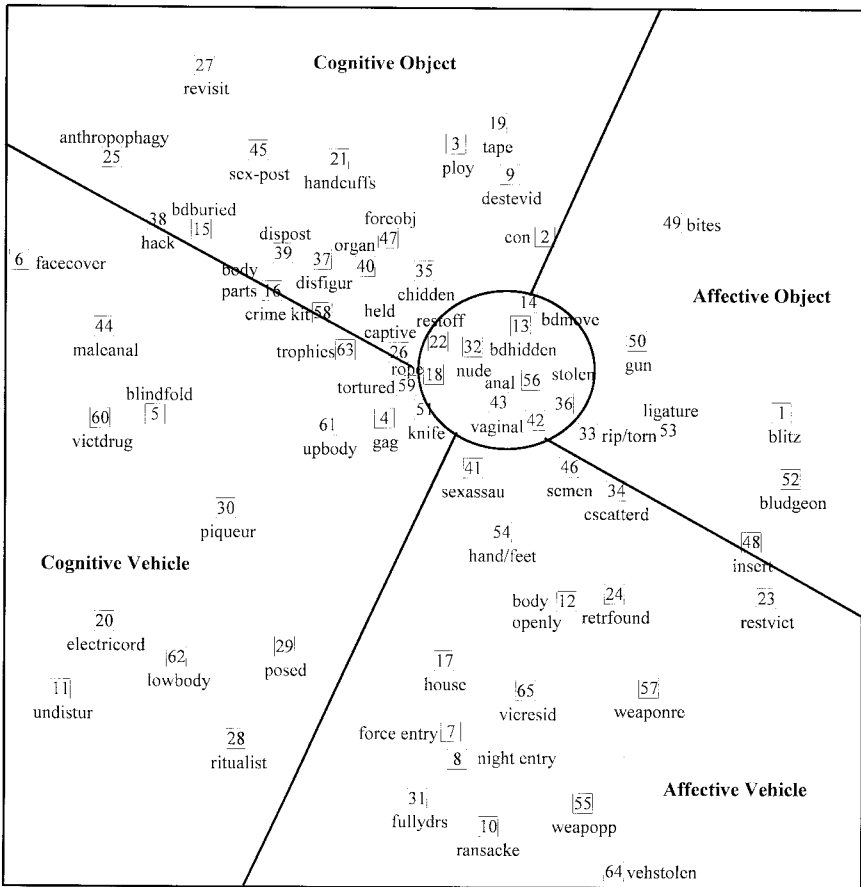 27
revisit
Cognitive Object
19
tape
3
ploy
anthropophagy
25
45
sex-post
21
handcuffs
9
destevid
bdburied
38
15
hack
dispost
39
forcobj
organ 47
con 2
49 bites
6 facecover
body
parts 16
37
disfigur
40
35
chidden
Affective Object
crime kit 58
held
captive
restoff
14
bdmove
13
bdhidden
44
maleanal
trophies 63
26
22
32
nude
50
gun
rope 18
anal 56
stolen
tortured
59
36
blindfold
5
60
victdrug
61
upbody
4
gag
51
knife
43
vaginal 42
33 rip/torn 53
ligature
1
blitz
41
sexassau
46
semen
34
cscatterd
52
bludgeon
30
piqueur
54
hand/feet
48
insert
Cognitive Vehicle
body
openly
12
24
retrfound
23
restvict
20
electricord
62
lowbody
29
posed
17
house
11
undistur
65
vicresid
57
weaponre
28
ritualist
force entry 7
8 night entry
Affective Vehicle
31
fullydrs
10
ransacke
55
weapopp
64 vehstolen